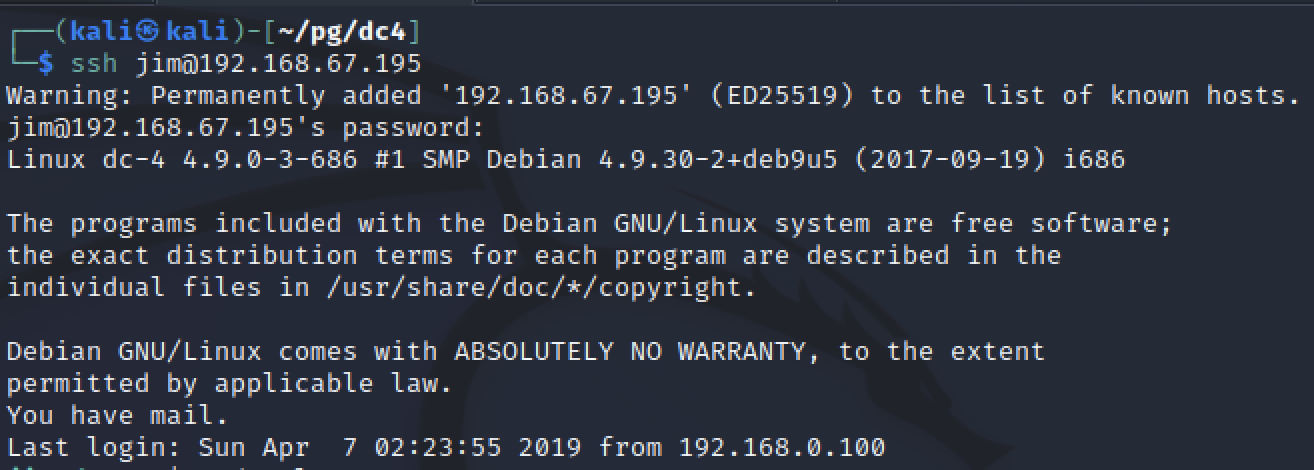 ┌──(kali㉿kali)-[~/pg/dc4]
└─$ ssh jim@192.168.67.195
Warning: Permanently added '192.168.67.195' (ED25519) to the list of known hosts.
jim@192.168.67.195's password:
Linux dc-4 4.9.0-3-686 #1 SMP Debian 4.9.30-2+deb9u5 (2017-09-19) i686
The programs included with the Debian GNU/Linux system are free software;
the exact distribution terms for each program are described in the
individual files in /usr/share/doc/*/copyright.
Debian GNU/Linux comes with ABSOLUTELY NO WARRANTY, to the extent
permitted by applicable law.
You have mail.
Last login: Sun Apr  7 02:23:55 2019 from 192.168.0.100